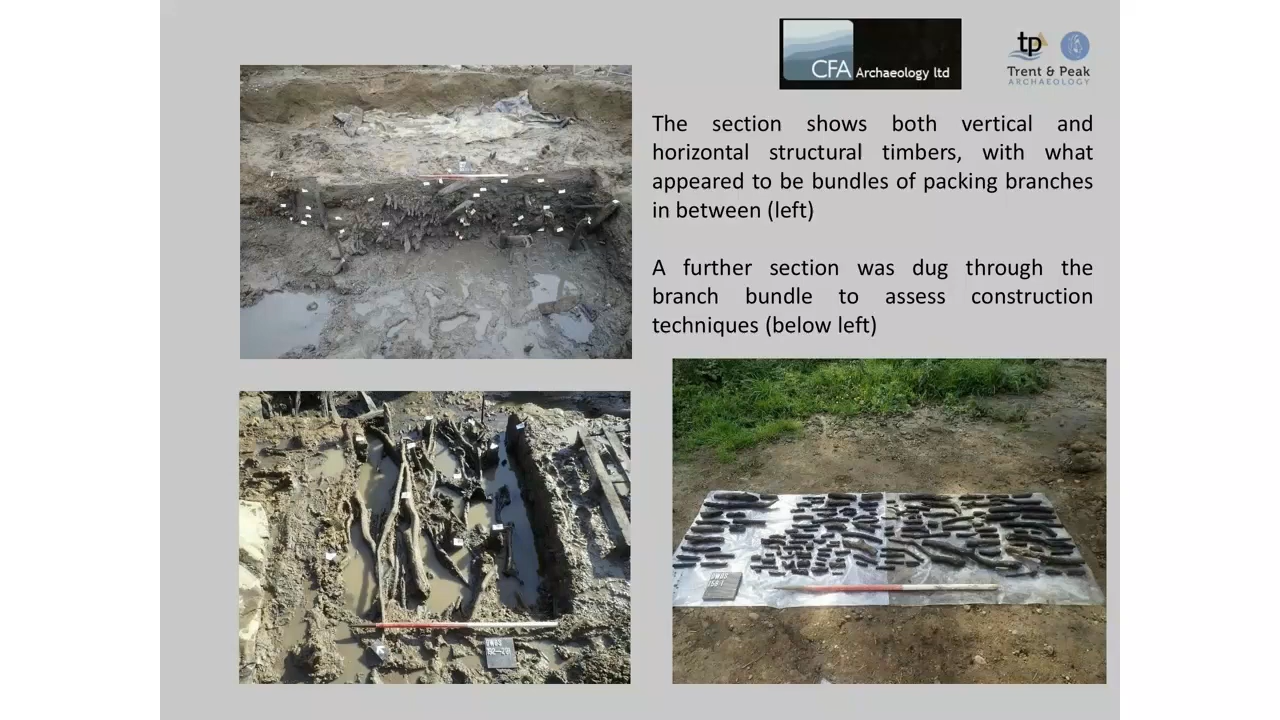 CFA Archaeology ltd
tp
Trent & Peak
ARCHAEOLOGY
The section shows both vertical and
horizontal structural timbers, with what
appeared to be bundles of packing branches
in between (left)
A further section was dug through the
branch bundle to assess construction
techniques (below left)